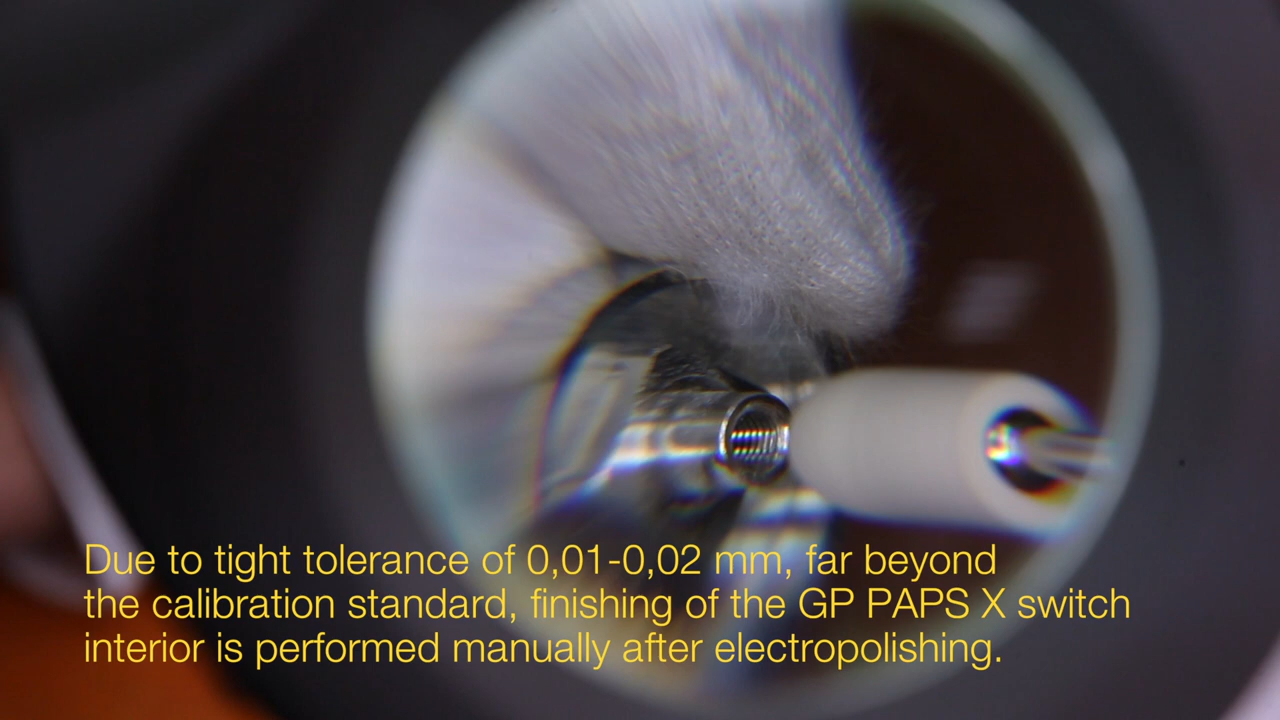 Due to tight tolerance of 0,01-0,02 mm, far beyond
the calibration standard, finishing of the GP PAPS X switch
interior is performed manually after electropolishing.